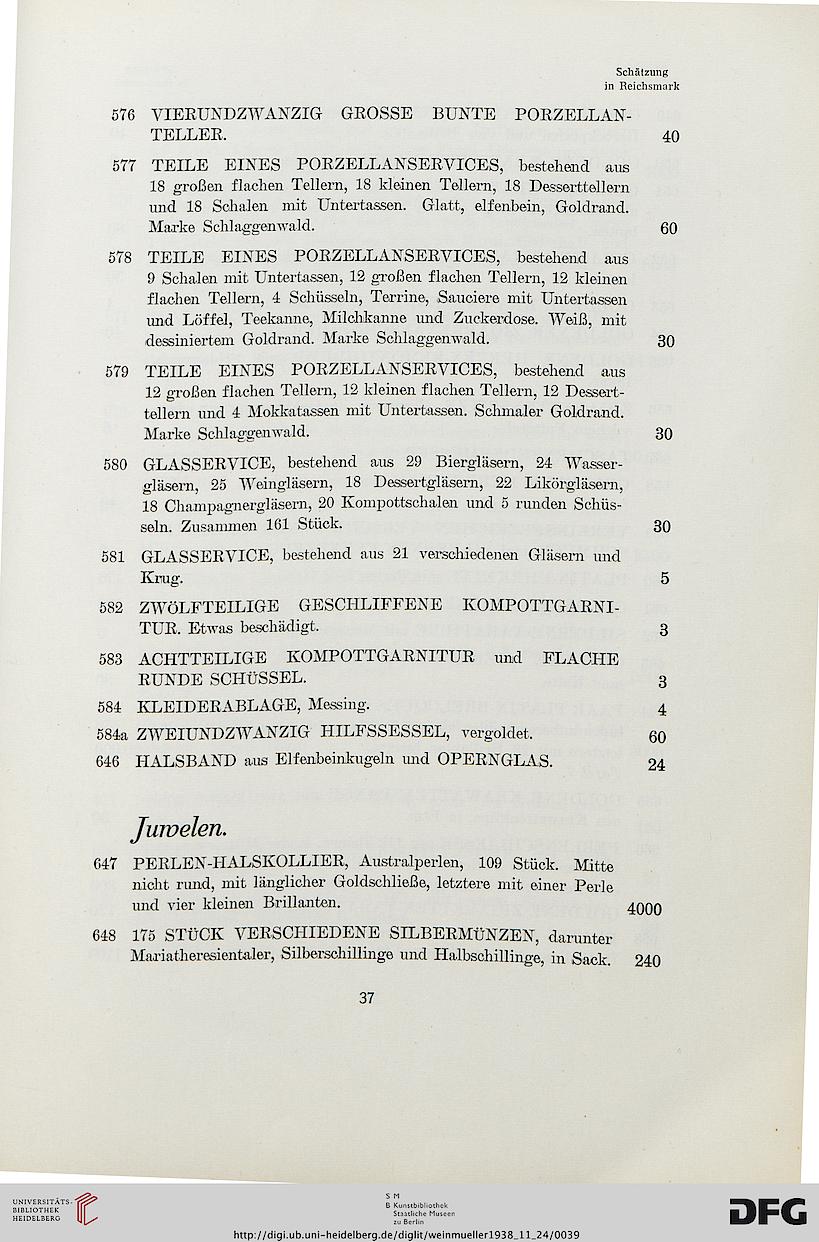 Schätzung
in Reichsmark
576 VIERUNDZWANZIG GROSSE BUNTE PORZELLAN-
TELLER. 40
577 TEILE EINES PORZELLANSERVICES, bestehend aus
18 großen flachen Tellern, 18 kleinen Tellern, 18 Desserttellern
und 18 Schalen mit Untertassen. Glatt, elfenbein, Goldrand.
Marke Schlaggenwald. 60
578 TEILE EINES PORZELLANSERVICES, bestehend aus
9 Schalen mit Untertassen, 12 großen flachen Tellern, 12 kleinen
flachen Tellern, 4 Schüsseln, Terrine, Sauciere mit Untertassen
und Löffel, Teekanne, Milchkanne und Zuckerdose. Weiß, mit
dessiniertem Goldrand. Marke Schlaggenwald. 30
579 TEILE EINES PORZELLANSERVICES, bestehend aus
12 großen flachen Tellern, 12 kleinen flachen Tellern, 12 Dessert-
tellern und 4 Mokkatassen mit Untertassen. Schmaler Goldrand.
Marke Schlaggenwald. 30
580 GLASSERVICE, bestehend aus 29 Biergläsern, 24 Wasser-
gläsern, 25 Weingläsern, 18 Dessertgläsern, 22 Likörgläsern,
18 Champagnergläsern, 20 Kompottschalen und 5 runden Schüs-
seln. Zusammen 161 Stück. 30
581 GLASSERVICE, bestehend aus 21 verschiedenen Gläsern und
Krug. 5
582 ZWÖLFTEILIGE GESCHLIFFENE KOMPOTTGARNI-
TUR. Etwas beschädigt. 3
583 ACHTTEILIGE KOMPOTTGARNITUR und FLACHE
RUNDE SCHÜSSEL. 3
584 KLEIDERABLAGE, Messing. 4
584a ZWEIUNDZWANZIG HILFSSESSEL, vergoldet. 60
646 HALSBAND aus Elfenbeinkugeln und OPERNGLAS. 24
Juwelen.
647 PERLEN-HALSKOLLIER, Australperlen, 109 Stück. Mitte
nicht rund, mit länglicher Goldschließe, letztere mit einer Perle
und vier kleinen Brillanten. 4000
648 175 STÜCK VERSCHIEDENE SILBERMÜNZEN, darunter
Mariatheresientaler, Silberschillinge und Halbschillinge, in Sack. 240
37
UNIVERSITÄTS-
BIBLIOTHEK
HEIDELBERG
S M
B Kunstbibliothek
Staatliche Museen
zu Berlin
DFG
http://digi.ub.uni-heidelberg.de/diglit/weinmueller1938_11_24/0039